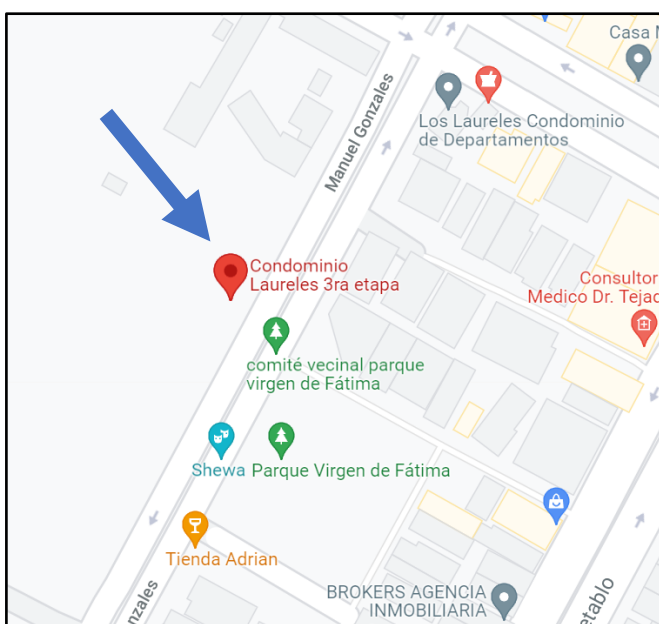 Casa
Manuel Gonzales
Los Laureles Condominio
de Departamentos
Condominio
Laureles 3ra etapa
Consultor
Medico Dr. Tejad
comité vecinal parque
virgen de Fátima
Shewa
Parque Virgen de Fátima
Tienda Adrian
BROKERS AGENCIA
INMOBILIARIA
nzales
etablo